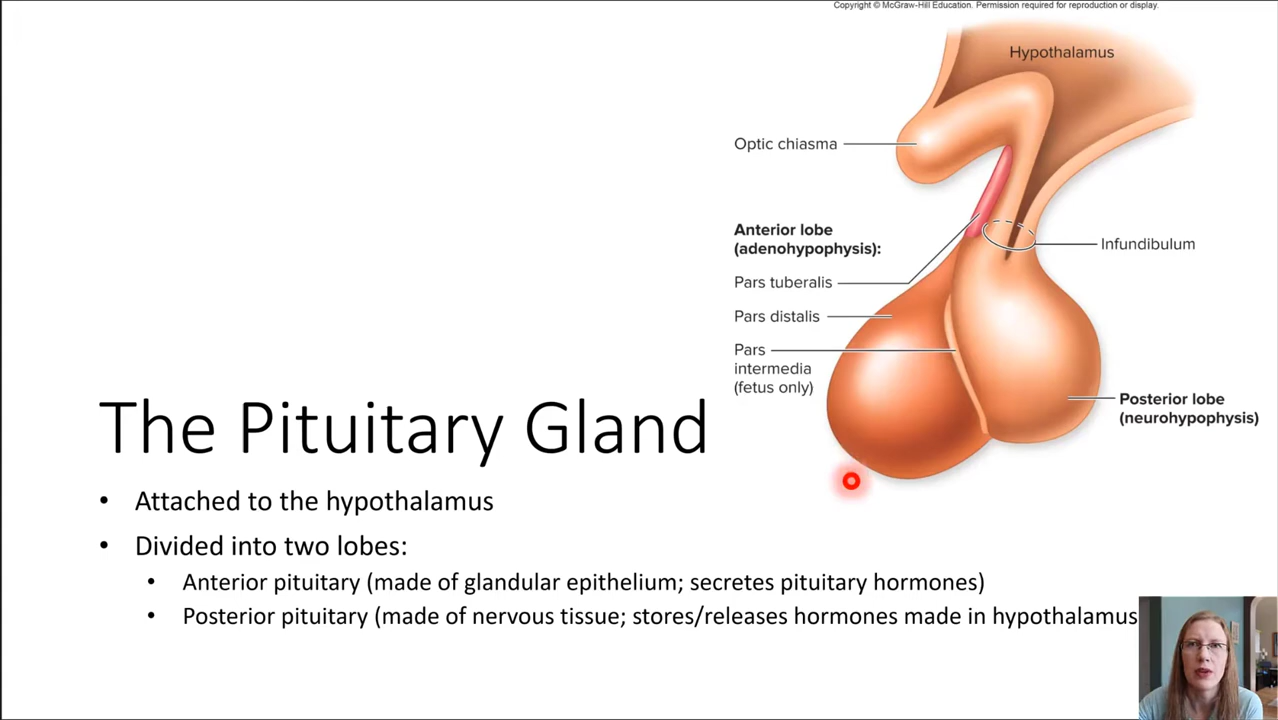 Copyright © McGraw-Hill Education. Permission required for reproduction or display.
Hypothalamus
Optic chiasma
Anterior lobe
(adenohypophysis):
Infundibulum
Pars tuberalis
Pars distalis
Pars
intermedia
(fetus only)
Posterior lobe
(neurohypophysis)
The Pituitary Gland
• Attached to the hypothalamus
• Divided into two lobes:
• Anterior pituitary (made of glandular epithelium; secretes pituitary hormones)
• Posterior pituitary (made of nervous tissue; stores/releases hormones made in hypothalamus